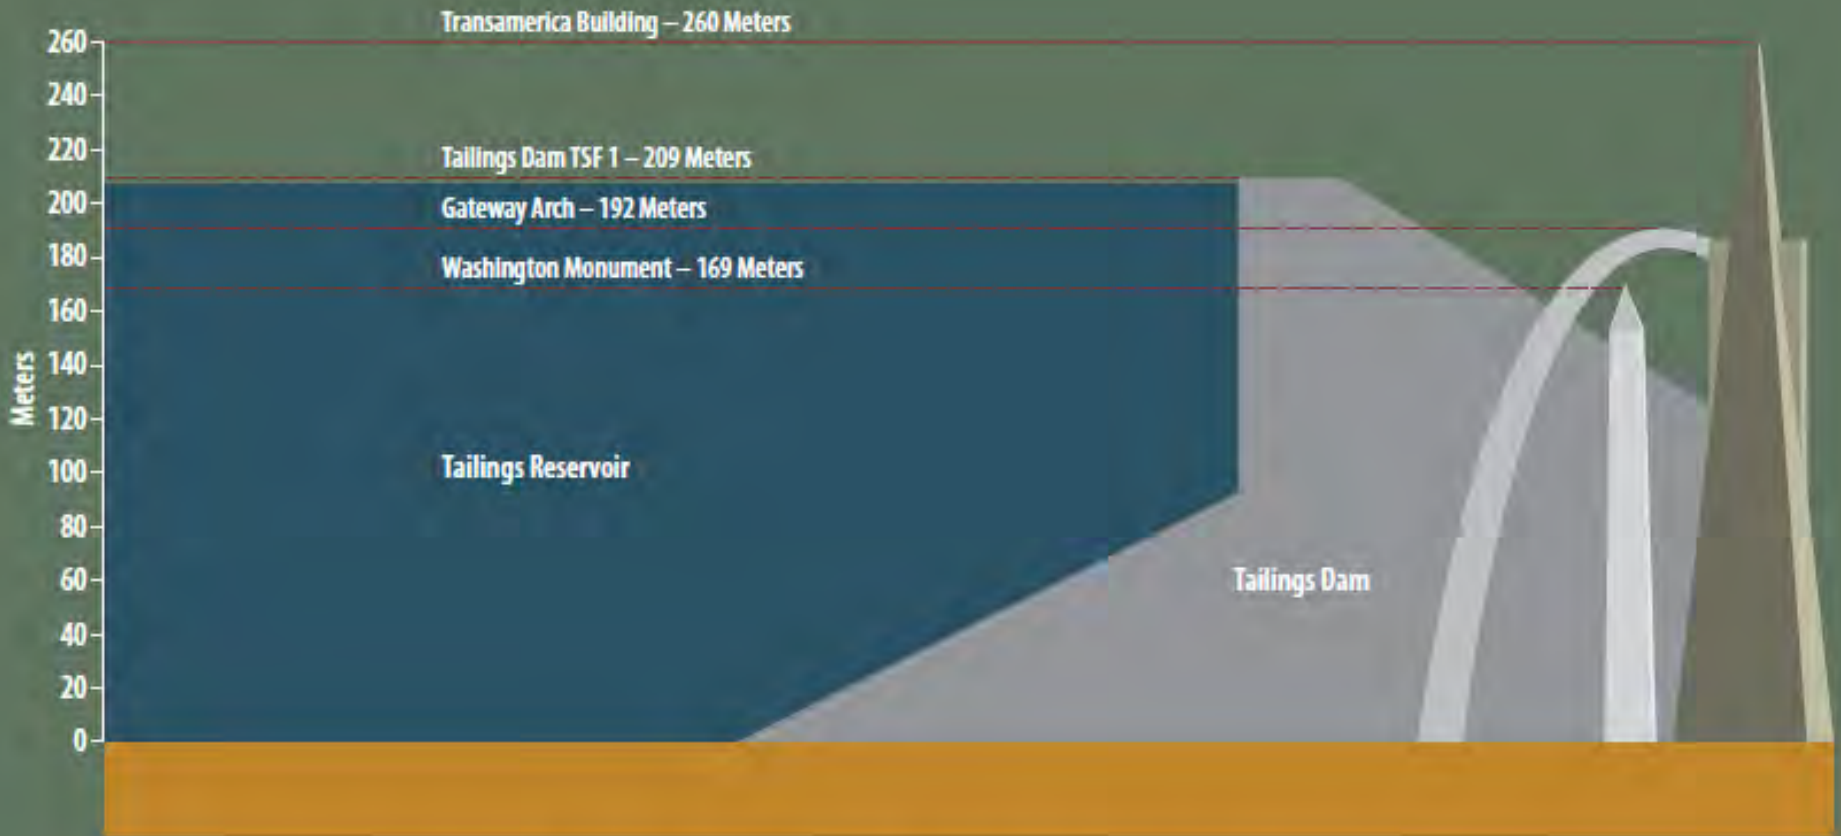 Transamerica Building – 260 Meters
260
240
220
Tailings Dam TSF 1 – 209 Meters
200
Gateway Arch – 192 Meters
180
Washington Monument – 169 Meters
160
140
Meters
120
100
Tailings Reservoir
80
60
Tailings Dam
40
20
0